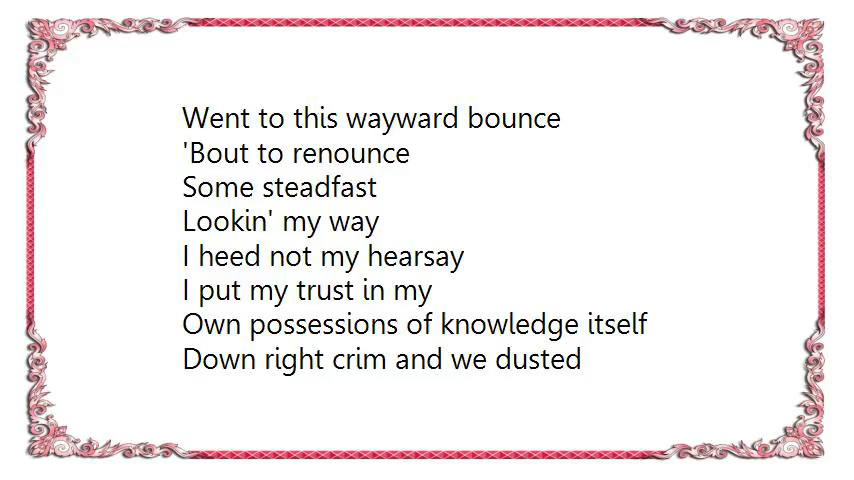 Went to this wayward bounce
'Bout to renounce
Some steadfast
Lookin' my way
I heed not my hearsay
I put my trust in my
Own possessions of knowledge itself
Down right crim and we dusted